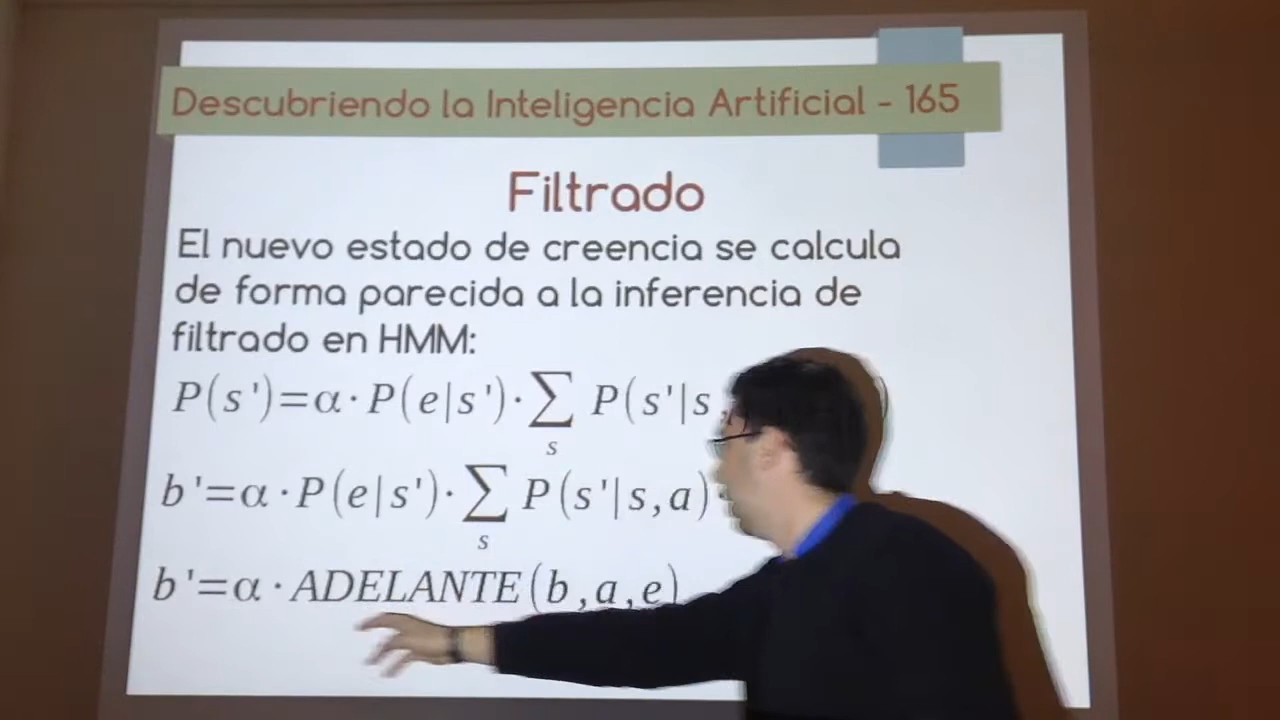 Descubriendo la Inteligencia Artificial - 165
Filtrado
El nuevo estado de creencia se calcula
de forma parecida a la inferencia de
filtrado en HMM:
P(s')=α·P(e|s')·∑ P(s'|s,
s
b'=α·P(e|s')·∑ P(s'|s,a)
s
b'=α·ADELANTE(b,a,e)